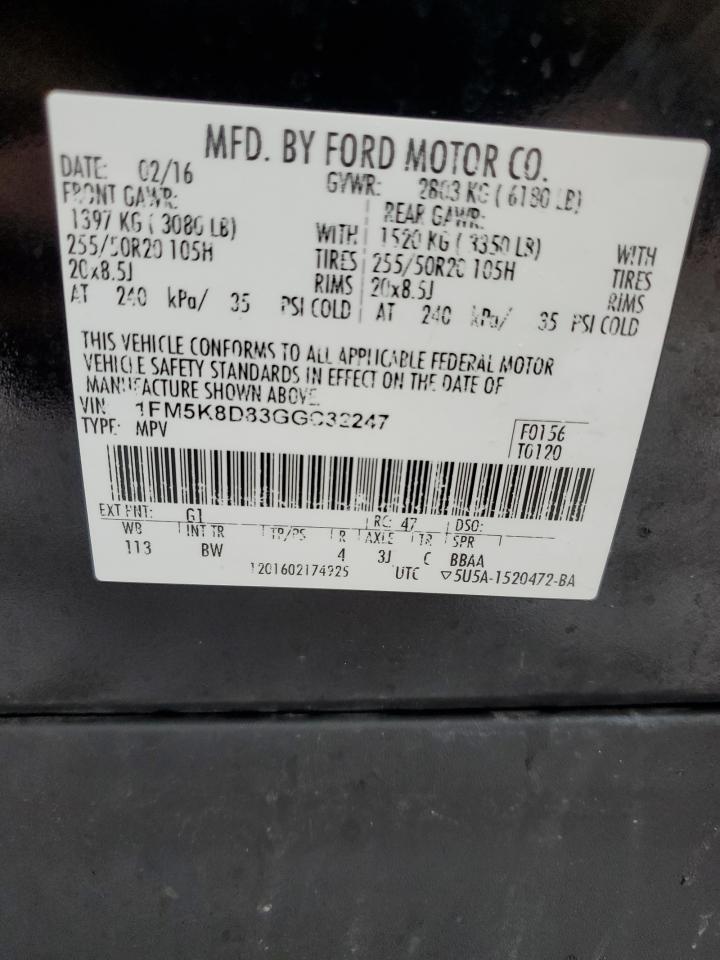 MFD. BY FORD MOTOR CO.
DATE: 02/16 GVWR: 2803 KG ( 6180 LB)
FRONT GAWR: REAR GAWR:
1397 KG ( 3080 LB) WITH 1520 KG ( 3350 LB) WITH
255/50R20 105H TIRES 255/50R20 105H TIRES
20x8.5J RIMS 20x8.5J RIMS
AT 240 kPa/ 35 PSI COLD AT 240 kPa/ 35 PSI COLD
THIS VEHICLE CONFORMS TO ALL APPLICABLE FEDERAL MOTOR
VEHICLE SAFETY STANDARDS IN EFFECT ON THE DATE OF
MANUFACTURE SHOWN ABOVE.
VIN: 1FM5K8D83GGC32247
TYPE: MPV
F0156
T0120
EXT PNT: G1 RC: 47 DSO:
WB INT TR TP/PS R AXLE TR SPR
113 BW 4 3J C BBAA
1201602174925 UTC ▽5U5A-1520472-BA